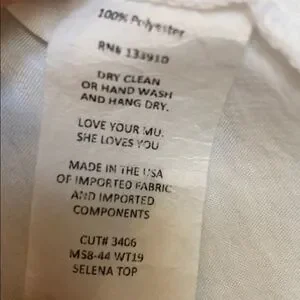 100% Polyester
RN# 133910
DRY CLEAN
OR HAND WASH
AND HANG DRY.
LOVE YOUR MU.
SHE LOVES YOU
MADE IN THE USA
OF IMPORTED FABRIC
AND IMPORTED
COMPONENTS
CUT# 3406
MS8-44 WT19
SELENA TOP